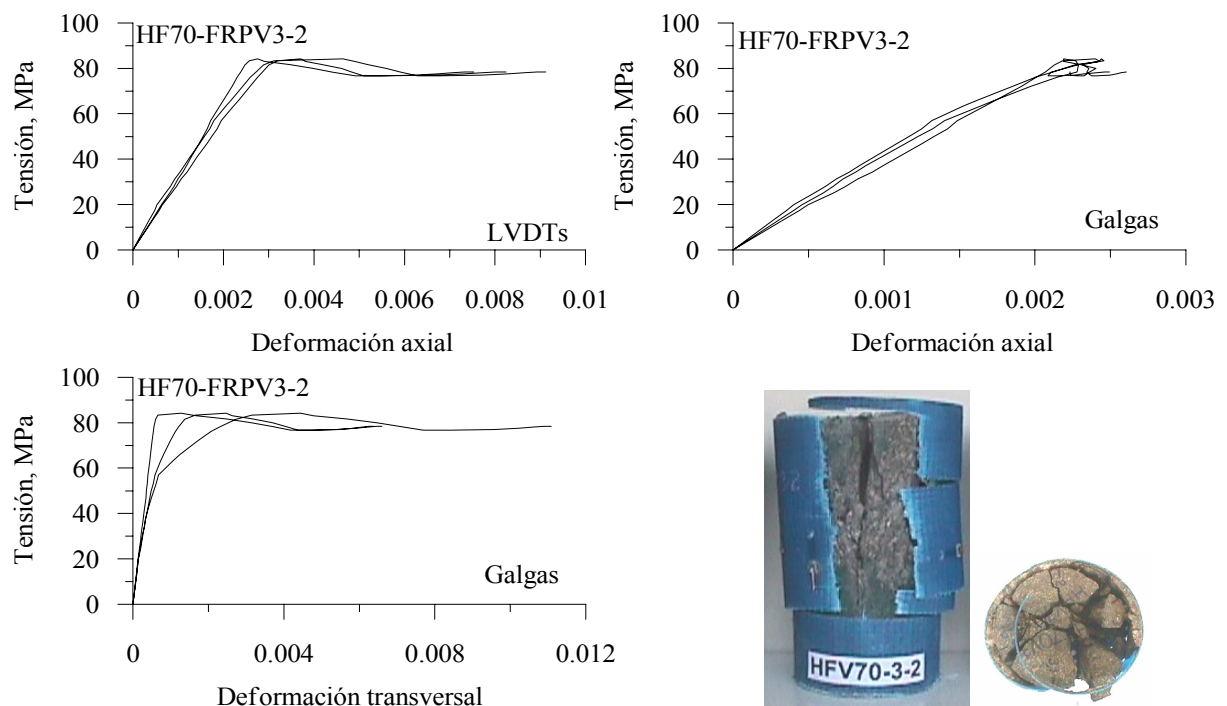 100
HF70-FRPV3-2
80
60
40
20
0
Tensión, MPa
LVDTs
0 0.002 0.004 0.006 0.008 0.01
Deformación axial
100
HF70-FRPV3-2
80
60
40
20
0
Tensión, MPa
Galgas
0 0.001 0.002 0.003
Deformación axial
100
HF70-FRPV3-2
80
60
40
20
0
Tensión, MPa
Galgas
0 0.004 0.008 0.012
Deformación transversal
HFV70-3-2